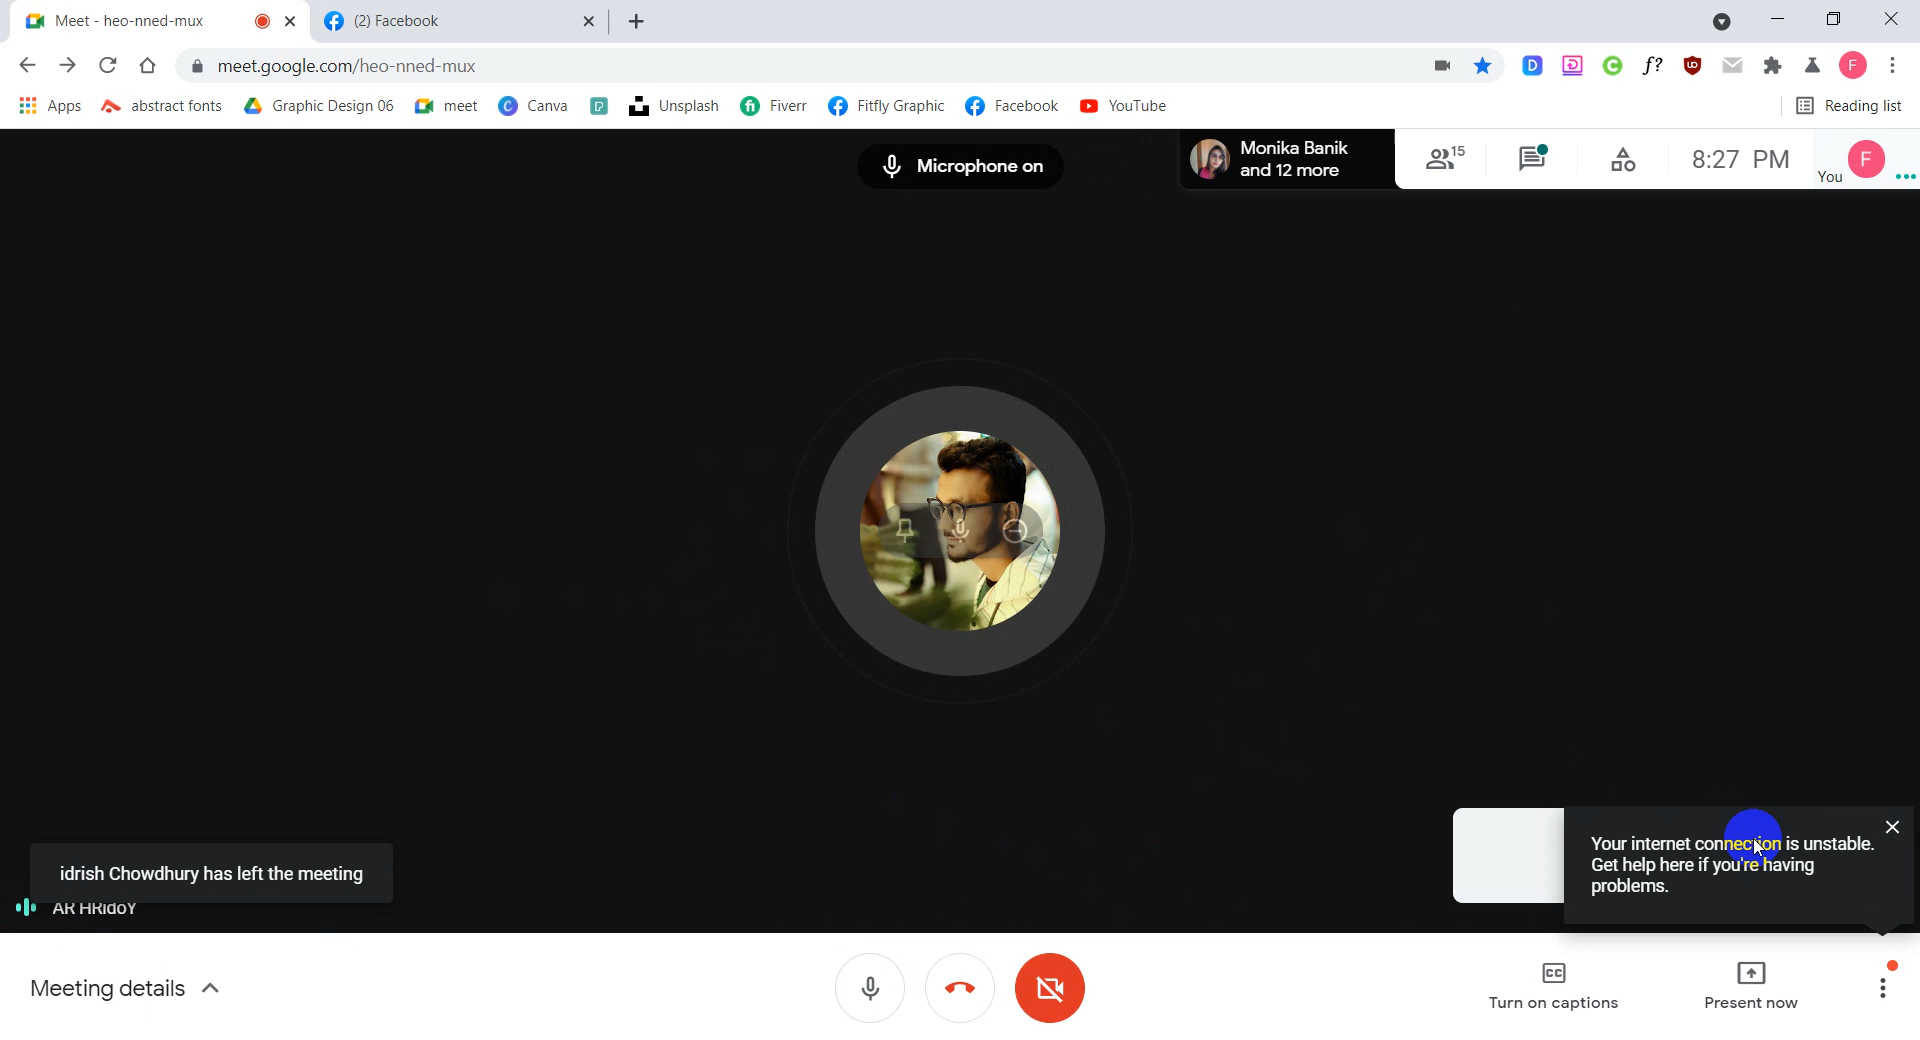 Meet - heo-nned-mux
(2) Facebook
meet.google.com/heo-nned-mux
D
f?
F
Apps
abstract fonts
Graphic Design 06
meet
Canva
Unsplash
Fiverr
Fitfly Graphic
Facebook
YouTube
Reading list
Microphone on
Monika Banik
and 12 more
15
8:27 PM
You
F
idrish Chowdhury has left the meeting
AR HRidoY
Your internet connection is unstable.
Get help here if you're having
problems.
Meeting details
CC
Turn on captions
Present now